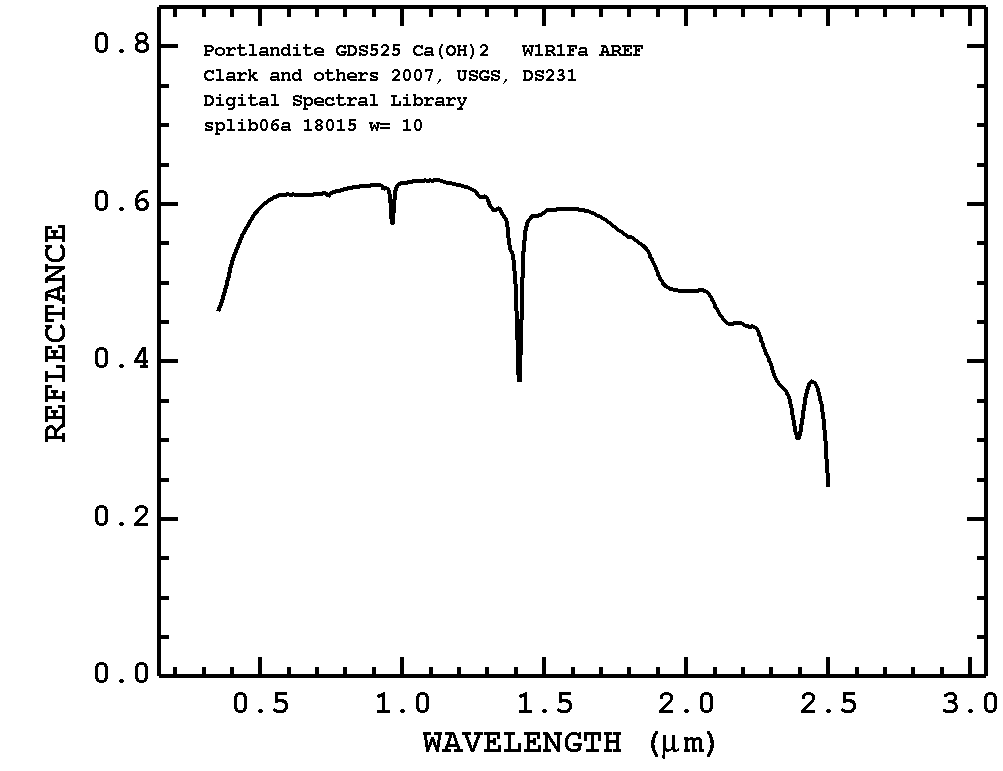 0.8
Portlandite GDS525 Ca(OH)2   W1R1Fa AREF
Clark and others 2007, USGS, DS231
Digital Spectral Library
splib06a 18015 w= 10
0.6
0.4
0.2
0.0
REFLECTANCE
0.5 1.0 1.5 2.0 2.5 3.0
WAVELENGTH (μm)